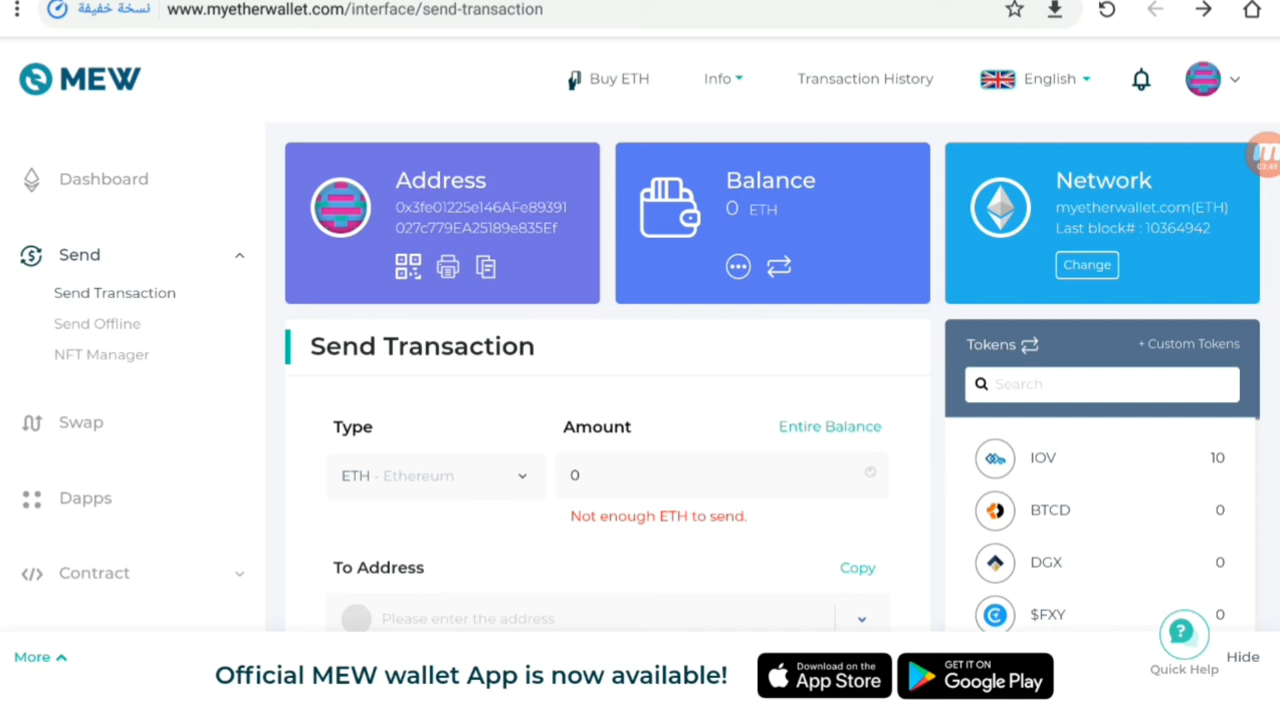 نسخة خفيفة www.myetherwallet.com/interface/send-transaction
MEW
Buy ETH
Info
Transaction History
English
Dashboard
Send
Send Transaction
Send Offline
NFT Manager
Swap
Dapps
Contract
Address
0x3fe01225e146AFe89391
027c779EA25189e835Ef
Balance
0 ETH
Network
myetherwallet.com(ETH)
Last block# : 10364942
Change
03:49
Send Transaction
Type
Amount
Entire Balance
ETH - Ethereum
0
Not enough ETH to send.
To Address
Copy
Please enter the address
Tokens
+ Custom Tokens
Search
IOV 10
BTCD 0
DGX 0
$FXY 0
Quick Help
Hide
More
Official MEW wallet App is now available!
Download on the
App Store
GET IT ON
Google Play